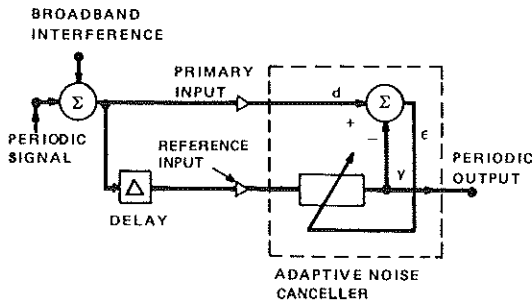 BROADBAND
INTERFERENCE
Σ
PERIODIC
SIGNAL
PRIMARY
INPUT
d
Σ
+
−
ϵ
REFERENCE
INPUT
Δ
DELAY
y
PERIODIC
OUTPUT
ADAPTIVE NOISE
CANCELLER